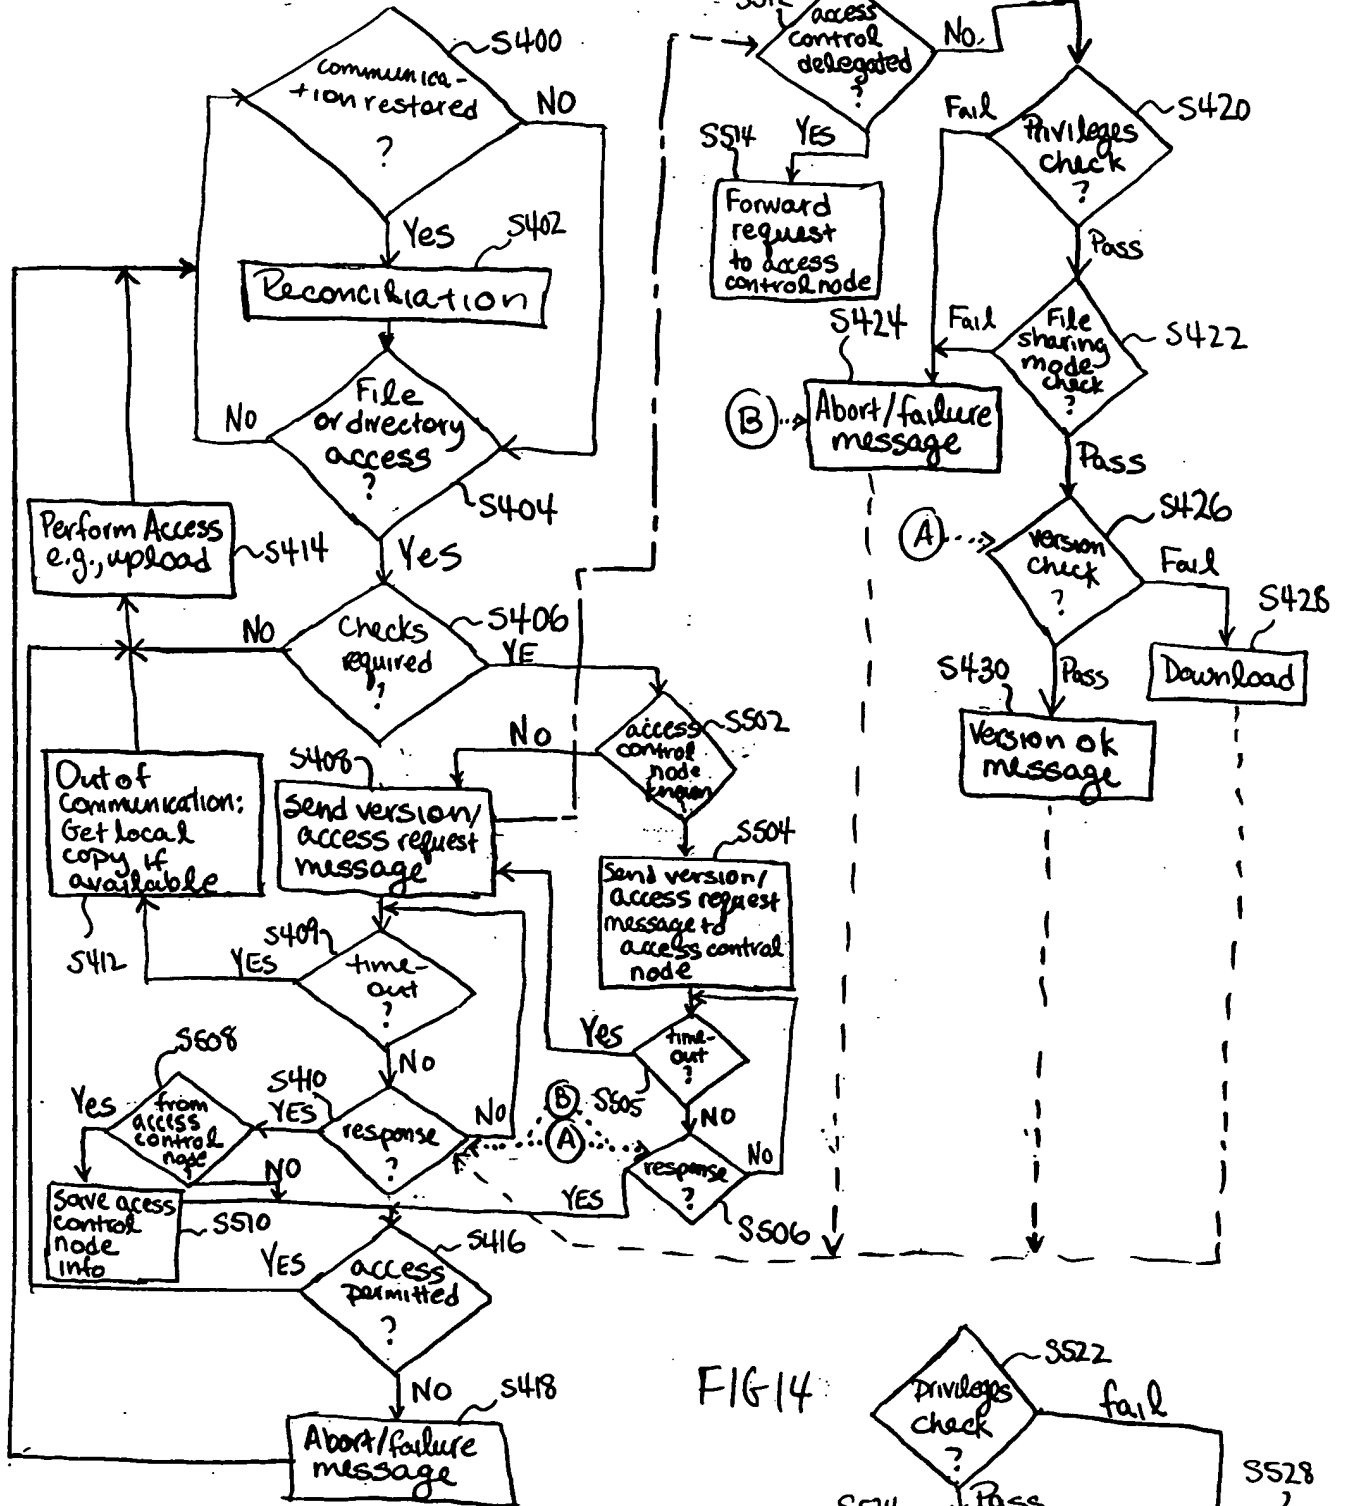 S400
communica-
tion restored
?
NO
Yes
S402
Reconciliation
File
or directory
access
?
NO
S404
Yes
Perform Access
e.g., upload
S414
Checks
required
?
S406
NO
YE
access
control
node
known
S502
NO
S408
Send version/
access request
message
Out of
communication:
Get local
copy if
available
S412
S504
Send version/
access request
message to
access control
node
S409
time-
out
?
YES
NO
time-
out
?
S505
Yes
NO
S508
from
access
control
node
Yes
NO
S410
YES
response
?
NO
B
A
response
?
NO
YES
S506
Save acess
control
node
info
S510
S416
access
permitted
?
YES
NO
S418
Abort/failure
message
access
control
delegated
?
NO
YES
S514
Forward
request
to access
control node
S420
Privileges
check
?
Fail
Pass
S422
File
sharing
mode
check
?
Fail
Pass
S424
Abort/failure
message
B
A
S426
version
check
?
Fail
Pass
S428
Download
S430
Version ok
message
FIG 14
S522
privileges
check
?
fail
Pass
S528